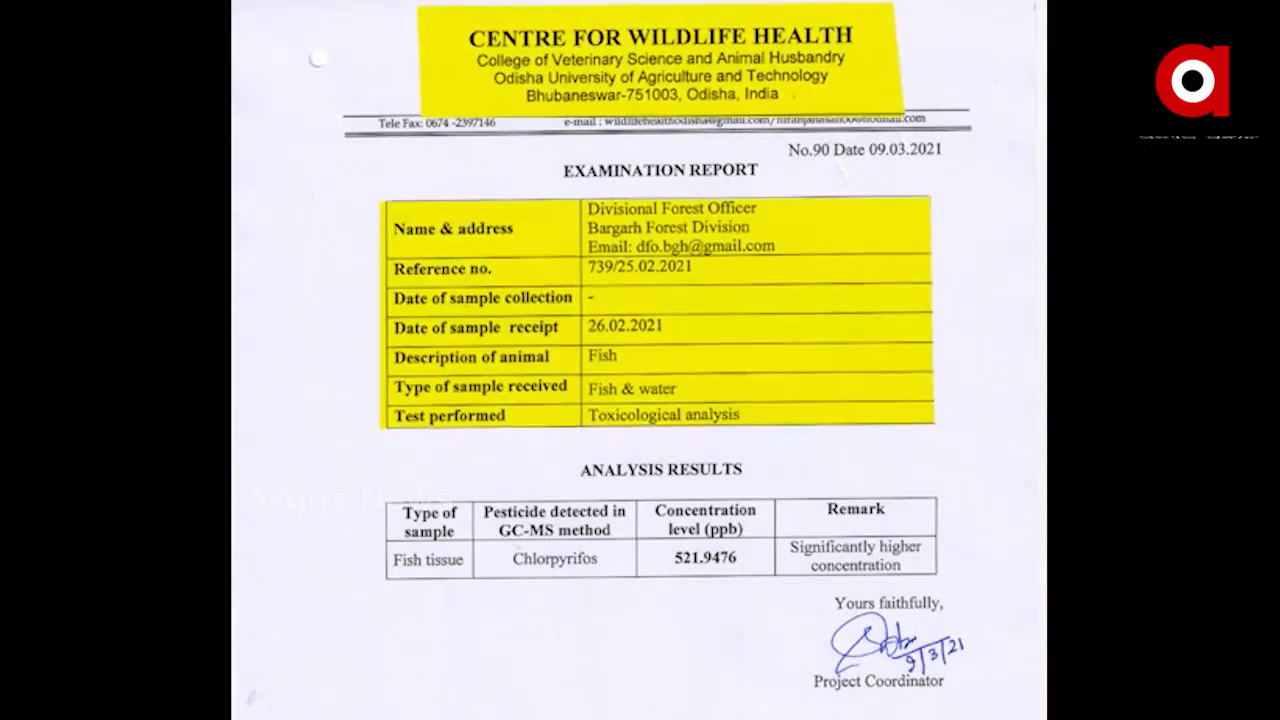 CENTRE FOR WILDLIFE HEALTH
College of Veterinary Science and Animal Husbandry
Odisha University of Agriculture and Technology
Bhubaneswar-751003, Odisha, India
Tele Fax: 0674 -2397146
e-mail :
No.90 Date 09.03.2021
EXAMINATION REPORT
Name & address
Divisional Forest Officer
Bargarh Forest Division
Email: dfo.bgh@gmail.com
Reference no. 739/25.02.2021
Date of sample collection -
Date of sample receipt 26.02.2021
Description of animal Fish
Type of sample received Fish & water
Test performed Toxicological analysis
ANALYSIS RESULTS
Type of sample Pesticide detected in GC-MS method Concentration level (ppb) Remark
Fish tissue Chlorpyrifos 521.9476 Significantly higher concentration
Yours faithfully,
9/3/21
Project Coordinator
Argus News